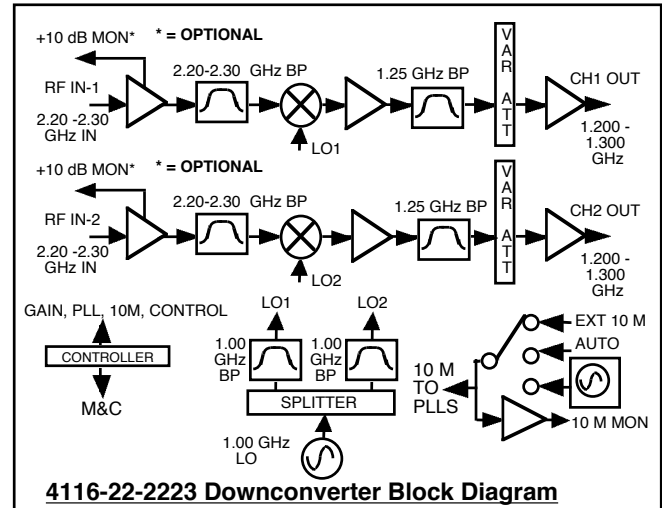 +10 dB MON*
* = OPTIONAL
RF IN-1
2.20 -2.30
GHz IN
2.20-2.30 GHz BP
LO1
1.25 GHz BP
VAR ATT
CH1 OUT
1.200 -
1.300
GHz
+10 dB MON*
* = OPTIONAL
RF IN-2
2.20 -2.30
GHz IN
2.20-2.30 GHz BP
LO2
1.25 GHz BP
VAR ATT
CH2 OUT
1.200 -
1.300
GHz
GAIN, PLL, 10M, CONTROL
CONTROLLER
M&C
LO1
LO2
1.00
GHz
BP
1.00
GHz
BP
SPLITTER
1.00 GHz
LO
10 M
TO
PLLS
EXT 10 M
AUTO
10 M MON
4116-22-2223 Downconverter Block Diagram